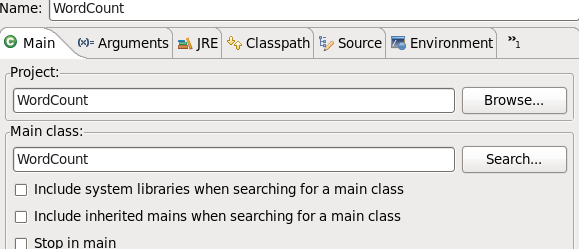 Name: WordCount
Main (x)= Arguments JRE Classpath Source Environment »1
Project:
WordCount Browse...
Main class:
WordCount Search...
Include system libraries when searching for a main class
Include inherited mains when searching for a main class
Stop in main